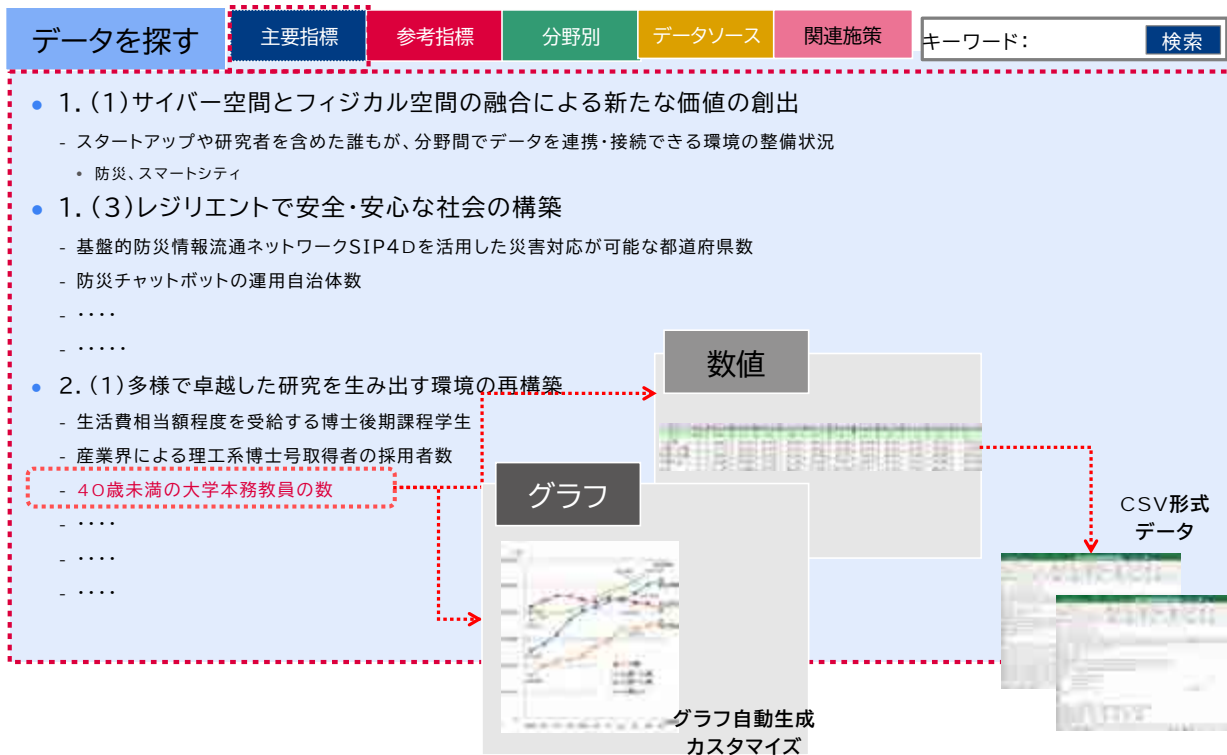 データを探す
主要指標
参考指標
分野別
データソース
関連施策
キーワード:
検索
• 1.(1)サイバー空間とフィジカル空間の融合による新たな価値の創出
- スタートアップや研究者を含めた誰もが、分野間でデータを連携・接続できる環境の整備状況
• 防災、スマートシティ
• 1.(3)レジリエントで安全・安心な社会の構築
- 基盤的防災情報流通ネットワークSIP4Dを活用した災害対応が可能な都道府県数
- 防災チャットボットの運用自治体数
- ････
- ･････
• 2.(1)多様で卓越した研究を生み出す環境の再構築
- 生活費相当額程度を受給する博士後期課程学生
- 産業界による理工系博士号取得者の採用者数
- 40歳未満の大学本務教員の数
- ････
- ････
- ････
数値
グラフ
グラフ自動生成
カスタマイズ
CSV形式
データ